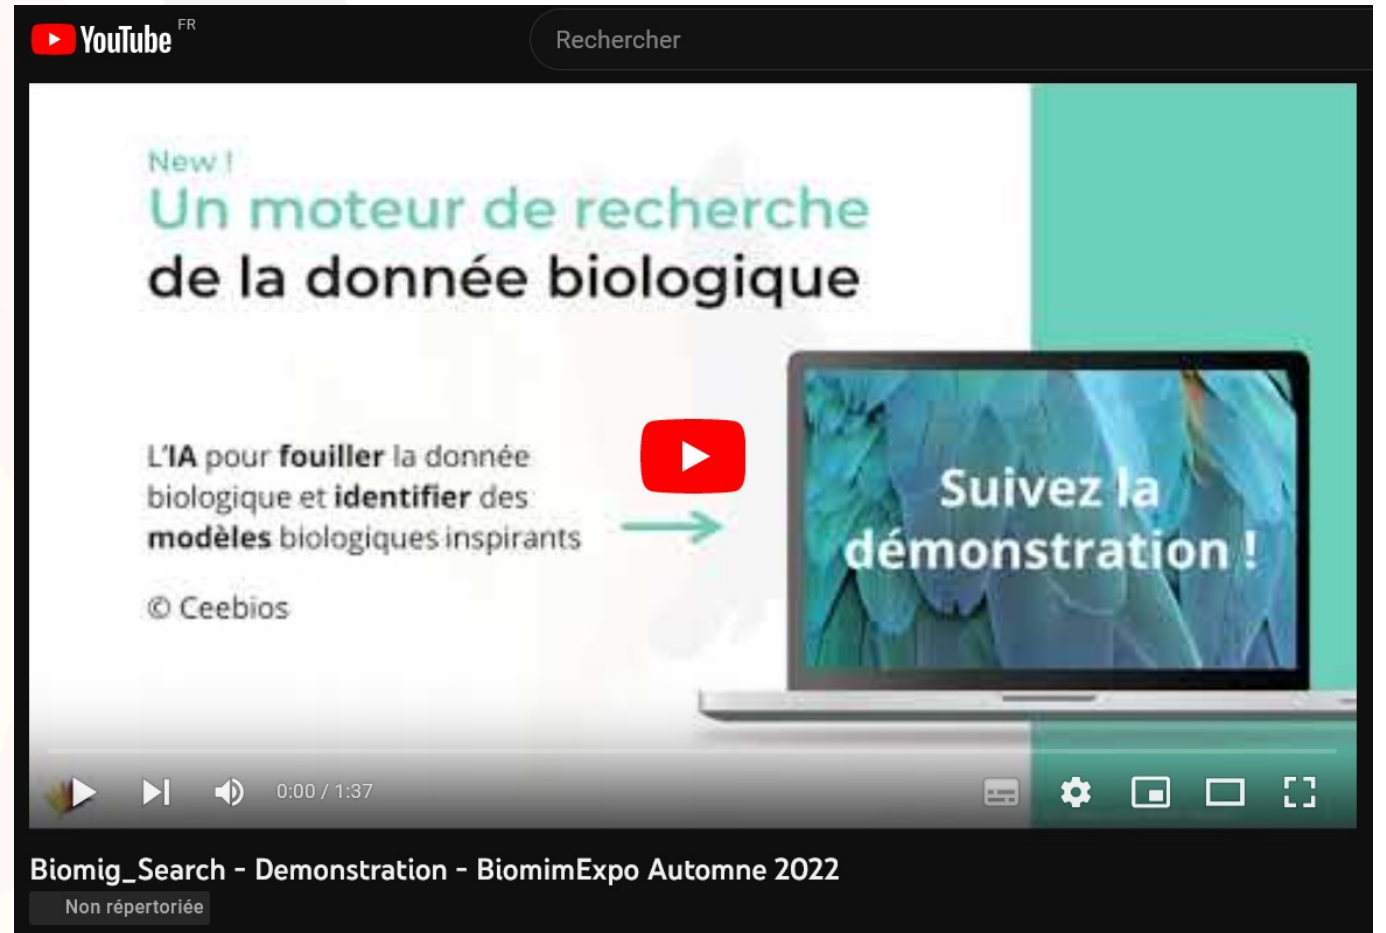 YouTube FR
Rechercher
New !
Un moteur de recherche
de la donnée biologique
L'IA pour fouiller la donnée
biologique et identifier des
modèles biologiques inspirants
© Ceebios
Suivez la
démonstration !
0:00 / 1:37
Biomig_Search - Demonstration - BiomimExpo Automne 2022
Non répertoriée